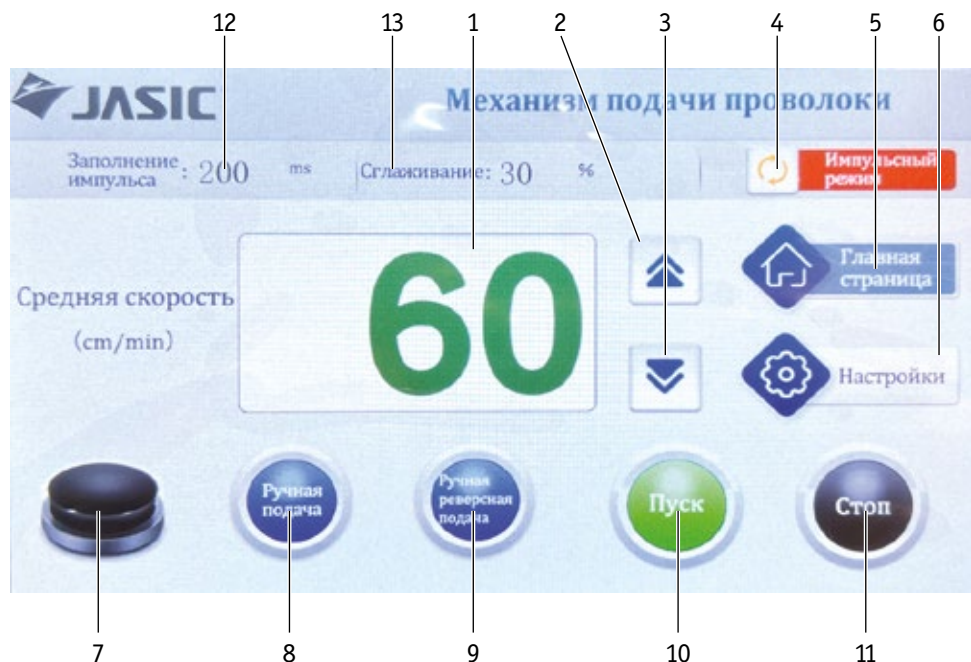 12 13 1 2 3 4 5 6
JASIC
Механизм подачи проволоки
Заполнение
импульса : 200 ms
Сглаживание: 30 %
Импульсный
режим
Средняя скорость
(cm/min)
60
Главная
страница
Настройки
Ручная
подача
Ручная
реверсная
подача
Пуск
Стоп
7 8 9 10 11